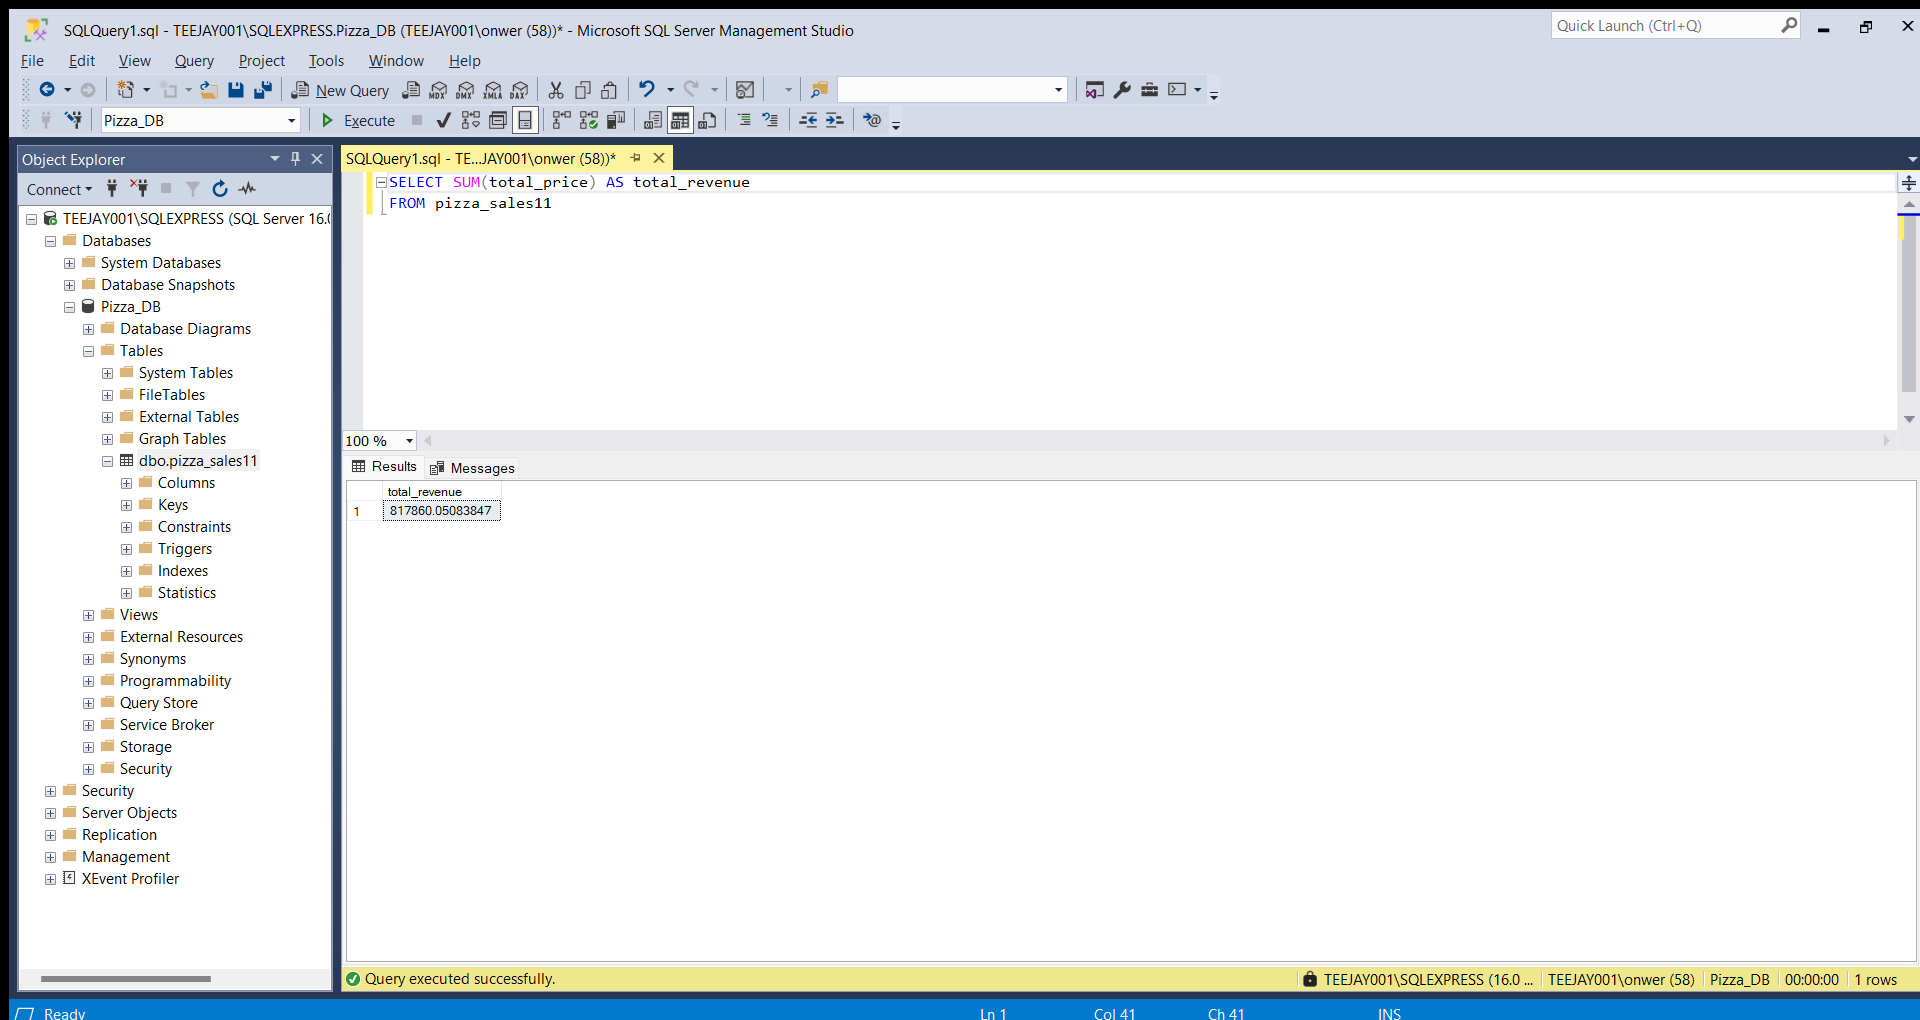 SQLQuery1.sql - TEEJAY001\SQLEXPRESS.Pizza_DB (TEEJAY001\onwer (58))* - Microsoft SQL Server Management Studio
Quick Launch (Ctrl+Q)
File Edit View Query Project Tools Window Help
New Query MDX DMX XMLA DAX
Pizza_DB Execute
Object Explorer
SQLQuery1.sql - TE...JAY001\onwer (58))*
Connect
SELECT SUM(total_price) AS total_revenue
FROM pizza_sales11
TEEJAY001\SQLEXPRESS (SQL Server 16.0
Databases
System Databases
Database Snapshots
Pizza_DB
Database Diagrams
Tables
System Tables
FileTables
External Tables
Graph Tables
dbo.pizza_sales11
Columns
Keys
Constraints
Triggers
Indexes
Statistics
Views
External Resources
Synonyms
Programmability
Query Store
Service Broker
Storage
Security
Security
Server Objects
Replication
Management
XEvent Profiler
100 %
Results Messages
total_revenue
1 817860.05083847
Query executed successfully.
TEEJAY001\SQLEXPRESS (16.0 ... TEEJAY001\onwer (58) Pizza_DB 00:00:00 1 rows
Ready Ln 1 Col 41 Ch 41 INS